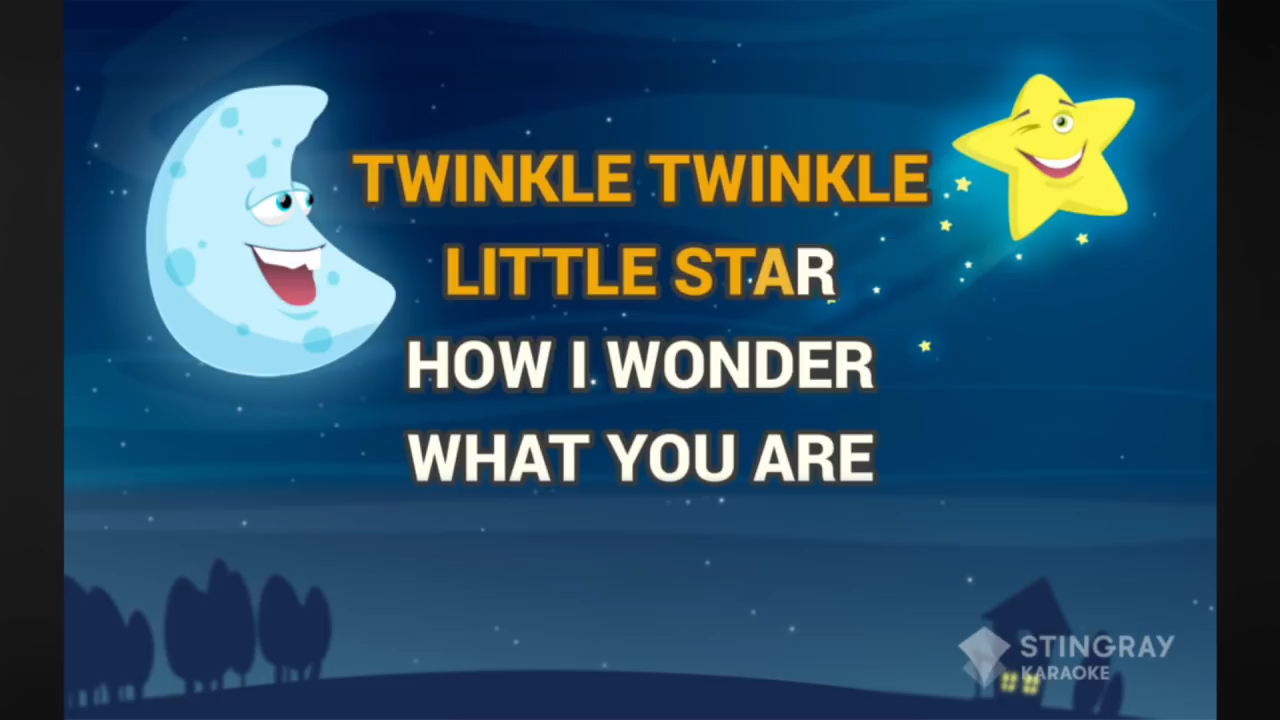 TWINKLE TWINKLE
LITTLE STAR
HOW I WONDER
WHAT YOU ARE
STINGRAY
KARAOKE